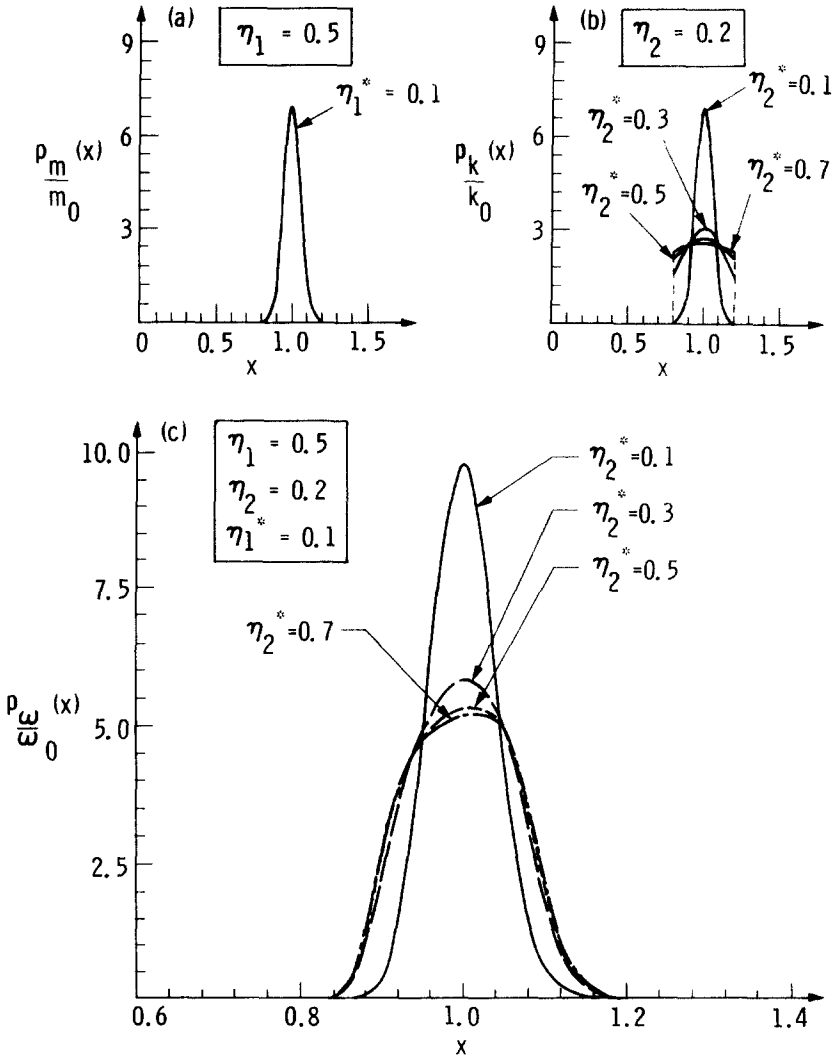 (a)
η₁ = 0.5
9
6
3
p_{m/m₀}(x)
η₁* = 0.1
0
0.5
1.0
1.5
x
(b)
η₂ = 0.2
9
6
3
p_{k/k₀}(x)
η₂*=0.1
η₂*=0.3
η₂*=0.7
η₂*=0.5
0
0.5
1.0
1.5
x
(c)
η₁ = 0.5
η₂ = 0.2
η₁* = 0.1
10.0
7.5
5.0
2.5
p_{ω/ω₀}(x)
η₂*=0.1
η₂*=0.3
η₂*=0.5
η₂*=0.7
0.6
0.8
1.0
1.2
1.4
x